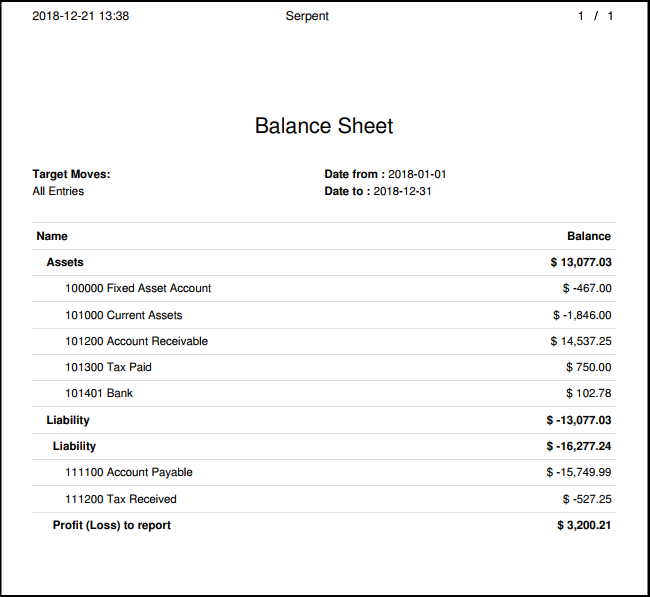 2018-12-21 13:38 Serpent 1 / 1
Balance Sheet
Target Moves: Date from : 2018-01-01
All Entries Date to : 2018-12-31
Name Balance
Assets $ 13,077.03
100000 Fixed Asset Account $ -467.00
101000 Current Assets $ -1,846.00
101200 Account Receivable $ 14,537.25
101300 Tax Paid $ 750.00
101401 Bank $ 102.78
Liability $ -13,077.03
Liability $ -16,277.24
111100 Account Payable $ -15,749.99
111200 Tax Received $ -527.25
Profit (Loss) to report $ 3,200.21